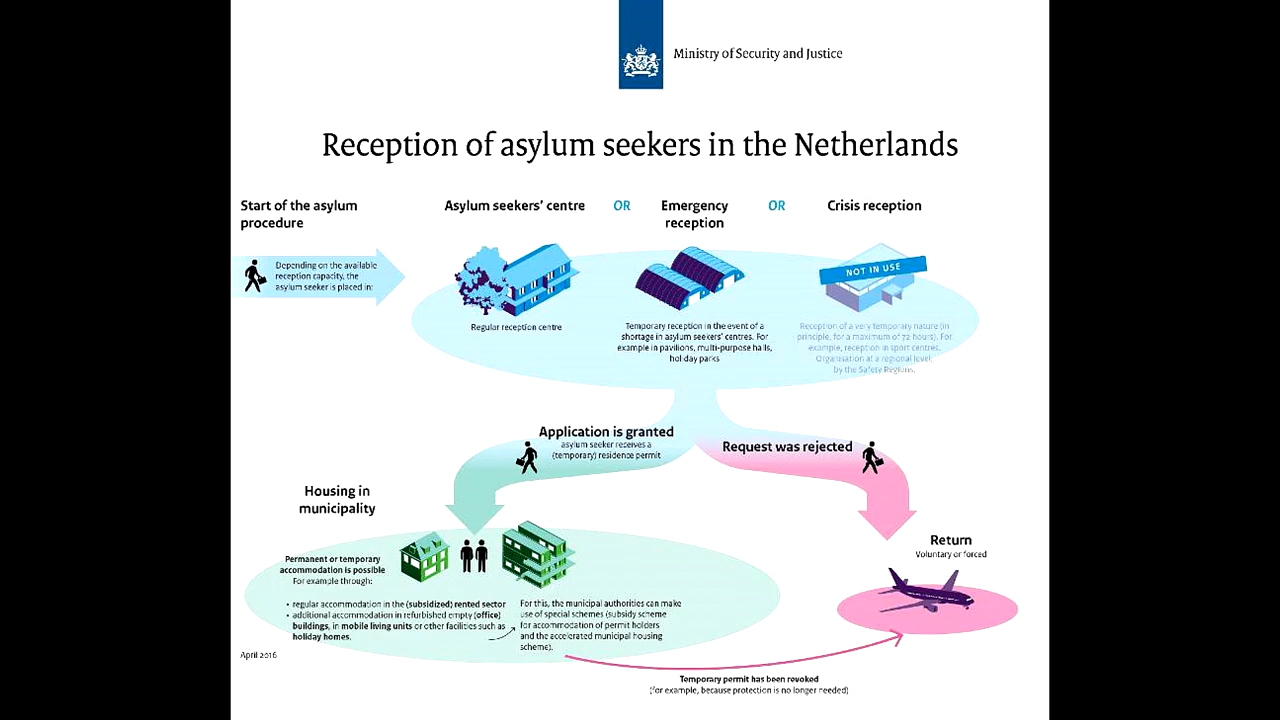 Ministry of Security and Justice
Reception of asylum seekers in the Netherlands
Start of the asylum
procedure
Depending on the available
reception capacity, the
asylum seeker is placed in:
Asylum seekers' centre
OR
Emergency
reception
OR
Crisis reception
NOT IN USE
Regular reception centre
Temporary reception in the event of a
shortage in asylum seekers' centres. For
example in pavilions, multi-purpose halls,
holiday parks
Reception of a very temporary nature (in
principle, for a maximum of 72 hours). For
example, reception in sport centres.
Organisation at a regional level,
by the Safety Regions.
Application is granted
asylum seeker receives a
(temporary) residence permit
Request was rejected
Housing in
municipality
Permanent or temporary
accommodation is possible
For example through:
• regular accommodation in the (subsidized) rented sector
• additional accommodation in refurbished empty (office)
buildings, in mobile living units or other facilities such as
holiday homes.
For this, the municipal authorities can make
use of special schemes (subsidy scheme
for accommodation of permit holders
and the accelerated municipal housing
scheme).
Return
Voluntary or forced
April 2016
Temporary permit has been revoked
(for example, because protection is no longer needed)